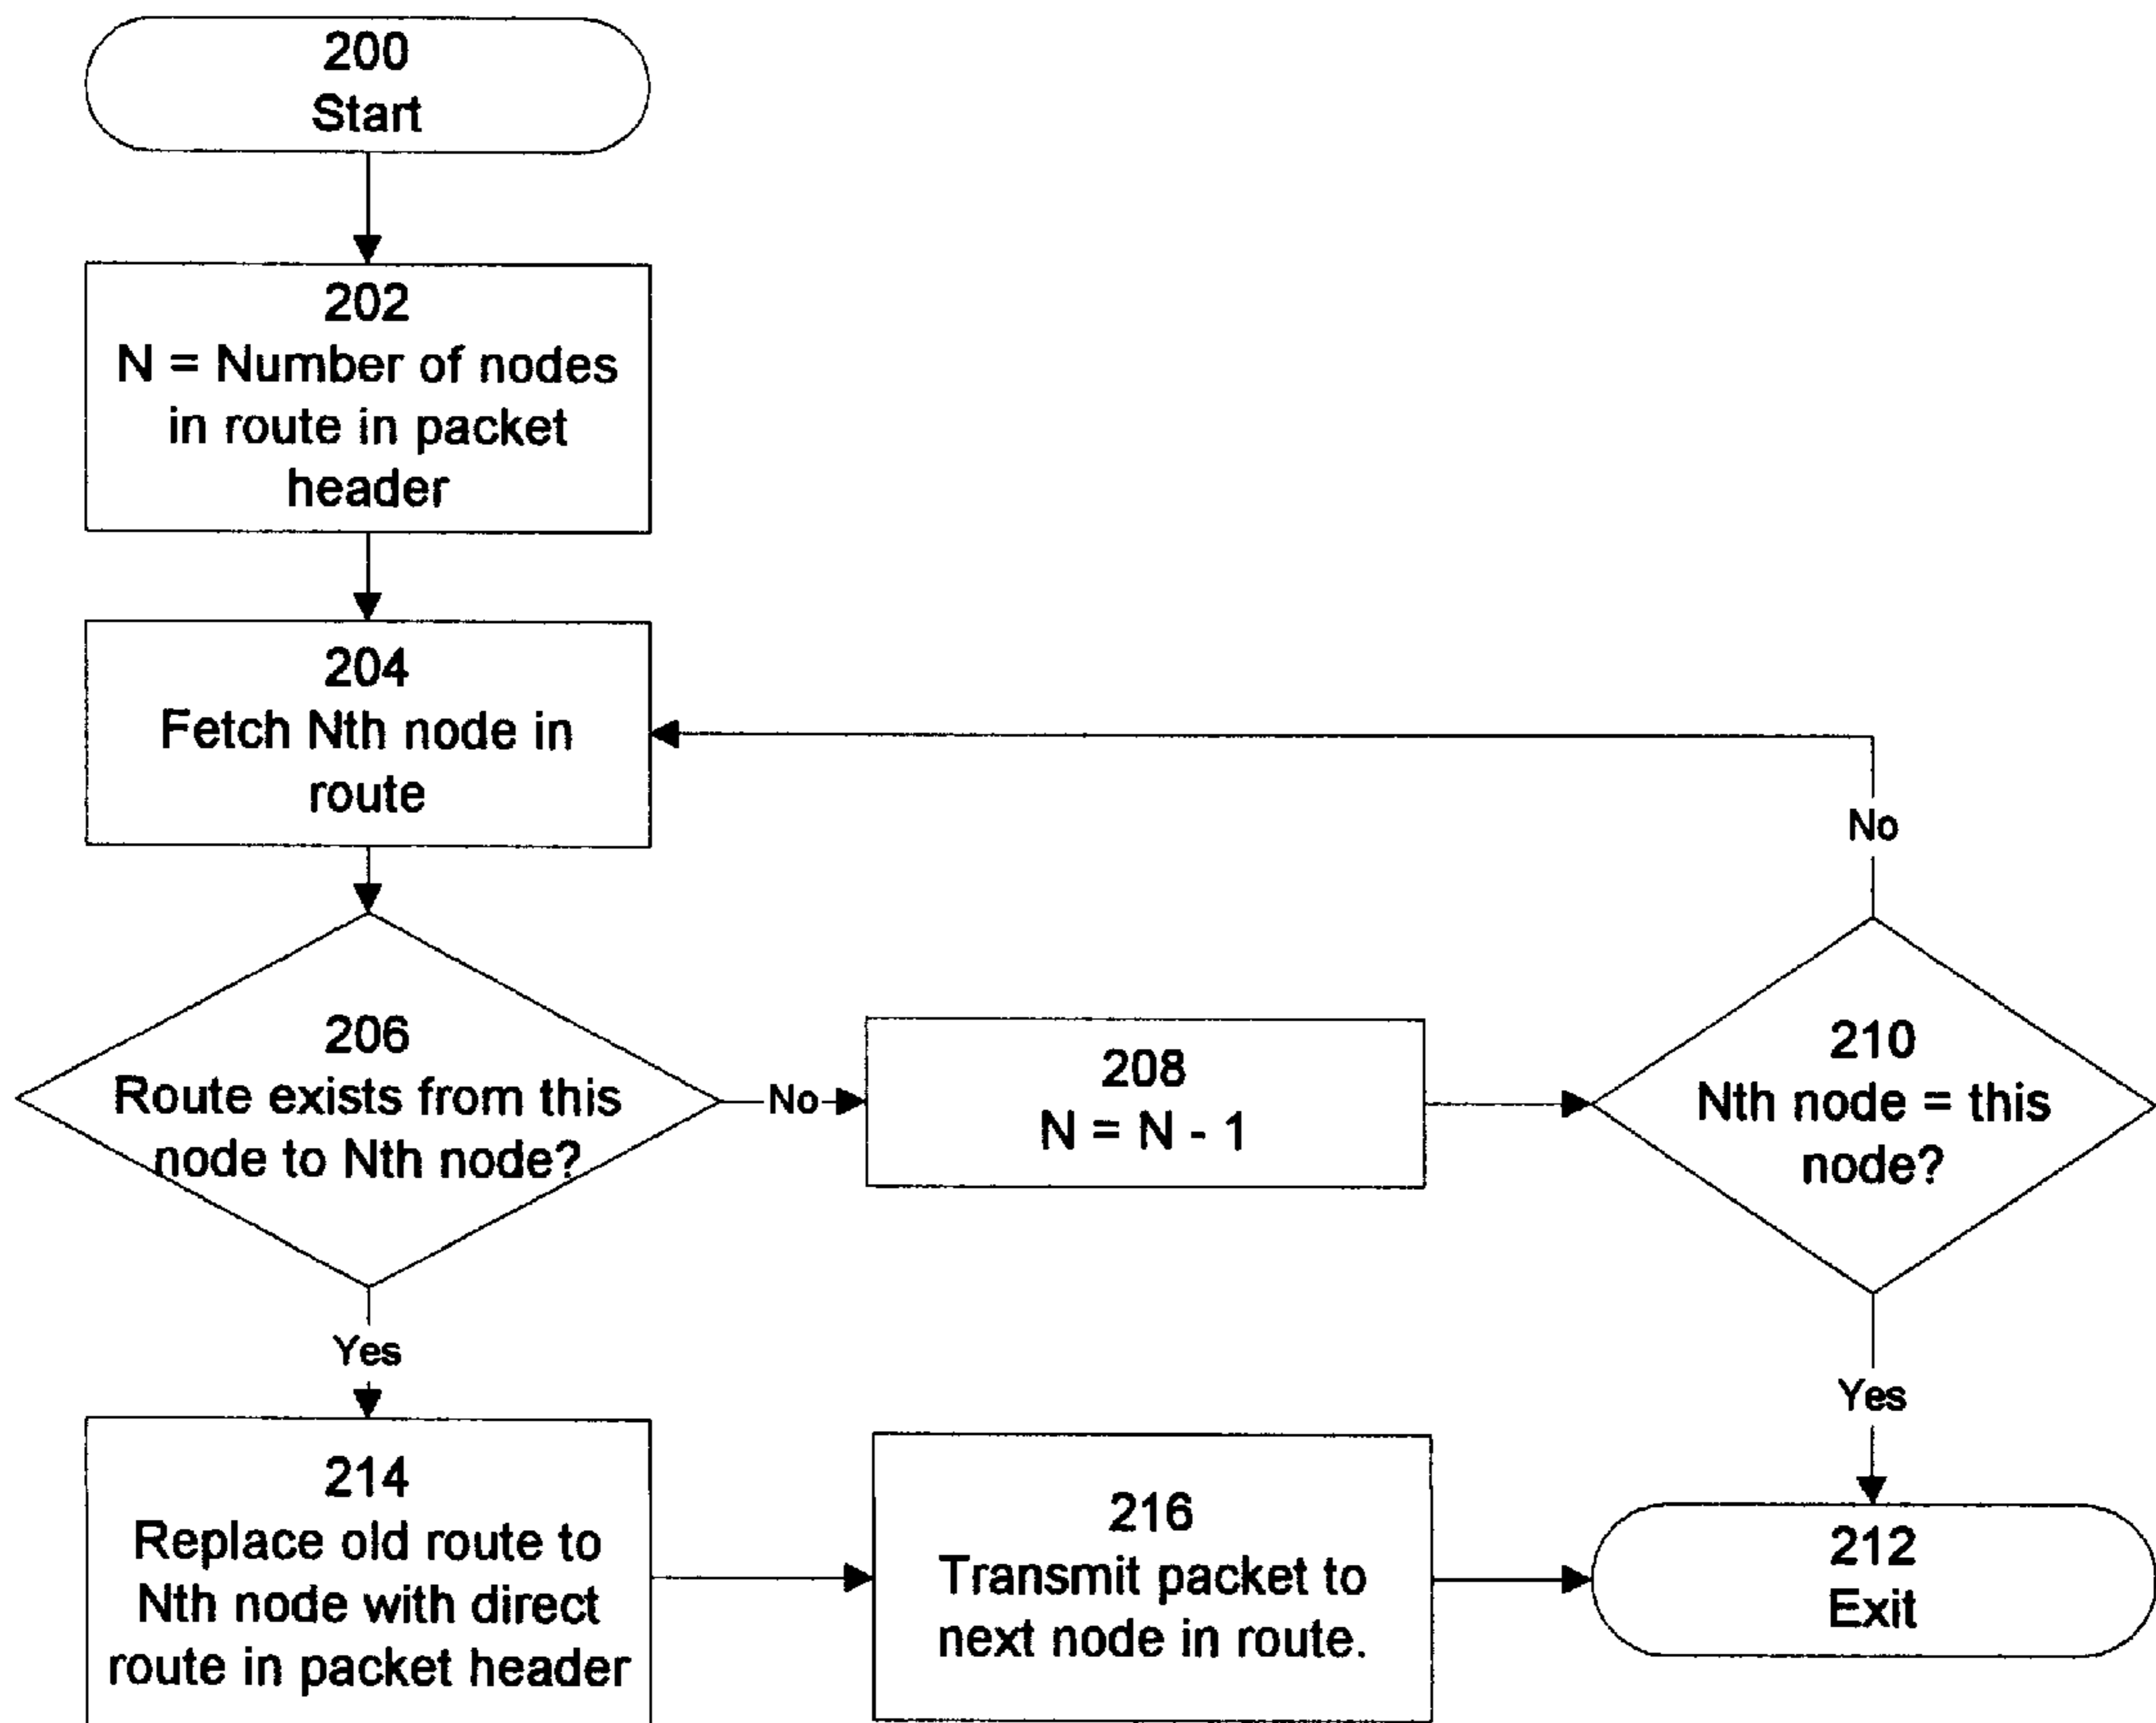 200
Start
202
N = Number of nodes
in route in packet
header
204
Fetch Nth node in
route
No
206
Route exists from this
node to Nth node?
No
208
N = N - 1
210
Nth node = this
node?
Yes
Yes
214
Replace old route to
Nth node with direct
route in packet header
216
Transmit packet to
next node in route.
212
Exit